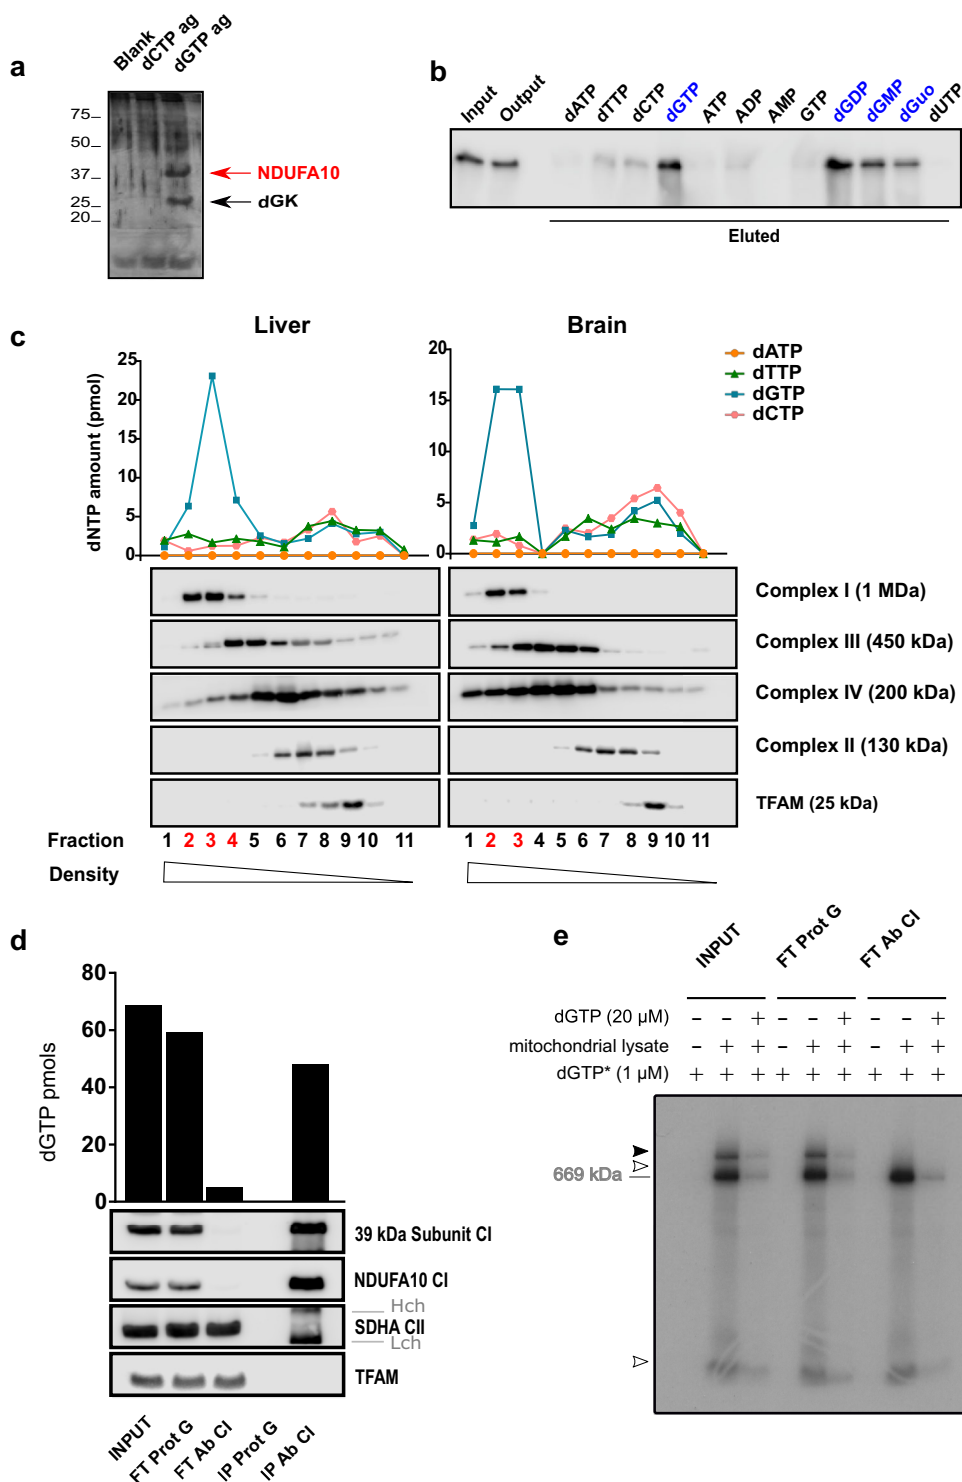 a
Blank
dCTP ag
dGTP ag
75
50
37
25
20
NDUFA10
dGK
b
Input
Output
dATP
dTTP
dCTP
dGTP
ATP
ADP
AMP
GTP
dGDP
dGMP
dGuo
dUTP
Eluted
c
Liver
Brain
dNTP amount (pmol)
25
20
15
10
5
0
20
15
10
5
0
dATP
dTTP
dGTP
dCTP
Complex I (1 MDa)
Complex III (450 kDa)
Complex IV (200 kDa)
Complex II (130 kDa)
TFAM (25 kDa)
Fraction 1 2 3 4 5 6 7 8 9 10 11 1 2 3 4 5 6 7 8 9 10 11
Density
d
dGTP pmols
80
60
40
20
0
39 kDa Subunit CI
NDUFA10 CI
Hch
SDHA CII
Lch
TFAM
INPUT
FT Prot G
FT Ab CI
IP Prot G
IP Ab CI
e
INPUT
FT Prot G
FT Ab CI
dGTP (20 µM) - - + - - + - - +
mitochondrial lysate - + + - + + - + +
dGTP* (1 µM) + + + + + + + + +
669 kDa